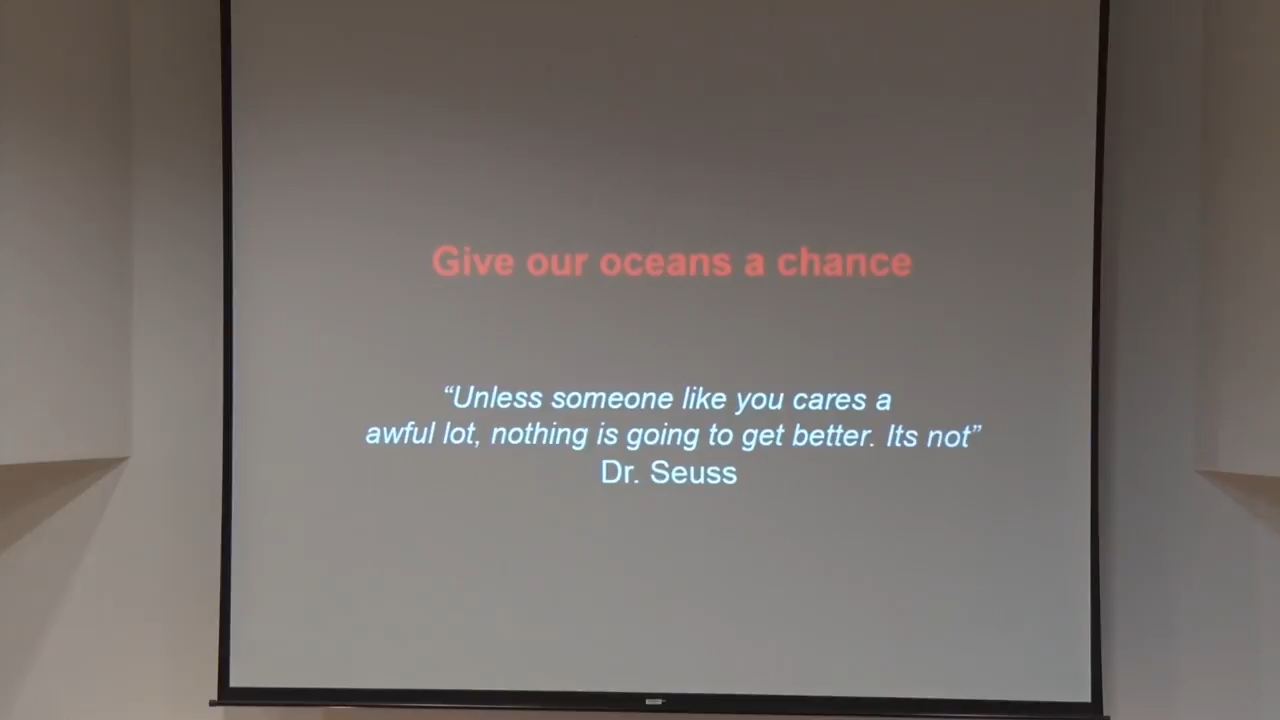 Give our oceans a chance
“Unless someone like you cares a
awful lot, nothing is going to get better. Its not”
Dr. Seuss